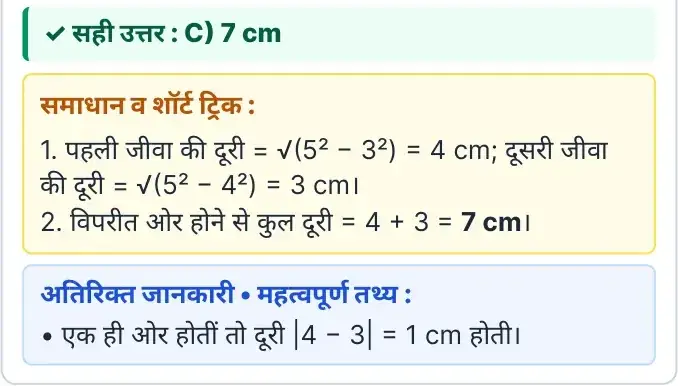 ✓ सही उत्तर : C) 7 cm
समाधान व शॉर्ट ट्रिक :
1. पहली जीवा की दूरी = √(5² − 3²) = 4 cm; दूसरी जीवा
की दूरी = √(5² − 4²) = 3 cm।
2. विपरीत ओर होने से कुल दूरी = 4 + 3 = 7 cm।
अतिरिक्त जानकारी • महत्वपूर्ण तथ्य :
• एक ही ओर होतीं तो दूरी |4 − 3| = 1 cm होती।